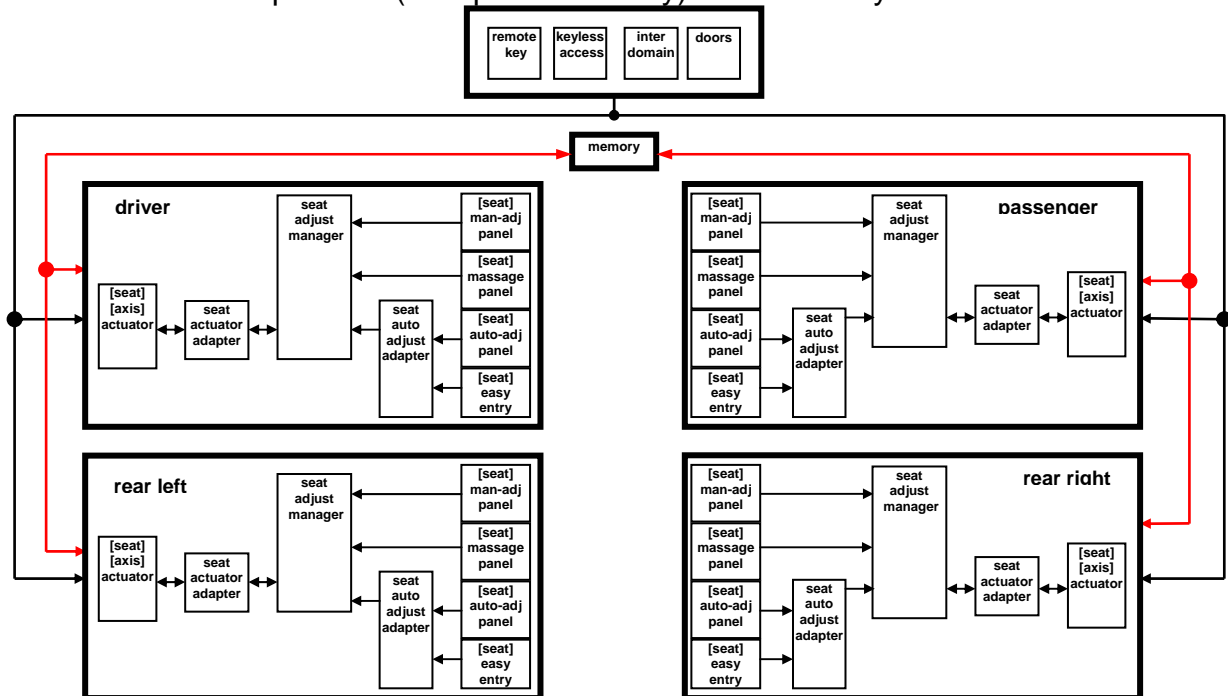 remote
key
keyless
access
inter
domain
doors
memory
driver
seat
adjust
manager
[seat]
man-adj
panel
[seat]
massage
panel
[seat]
auto-adj
panel
[seat]
easy
entry
[seat]
[axis]
actuator
seat
actuator
adapter
seat
auto
adjust
adapter
passenger
[seat]
man-adj
panel
[seat]
massage
panel
[seat]
auto-adj
panel
[seat]
easy
entry
seat
adjust
manager
seat
auto
adjust
adapter
seat
actuator
adapter
[seat]
[axis]
actuator
rear left
seat
adjust
manager
[seat]
man-adj
panel
[seat]
massage
panel
[seat]
auto-adj
panel
[seat]
easy
entry
[seat]
[axis]
actuator
seat
actuator
adapter
seat
auto
adjust
adapter
rear right
[seat]
man-adj
panel
[seat]
massage
panel
[seat]
auto-adj
panel
[seat]
easy
entry
seat
adjust
manager
seat
auto
adjust
adapter
seat
actuator
adapter
[seat]
[axis]
actuator